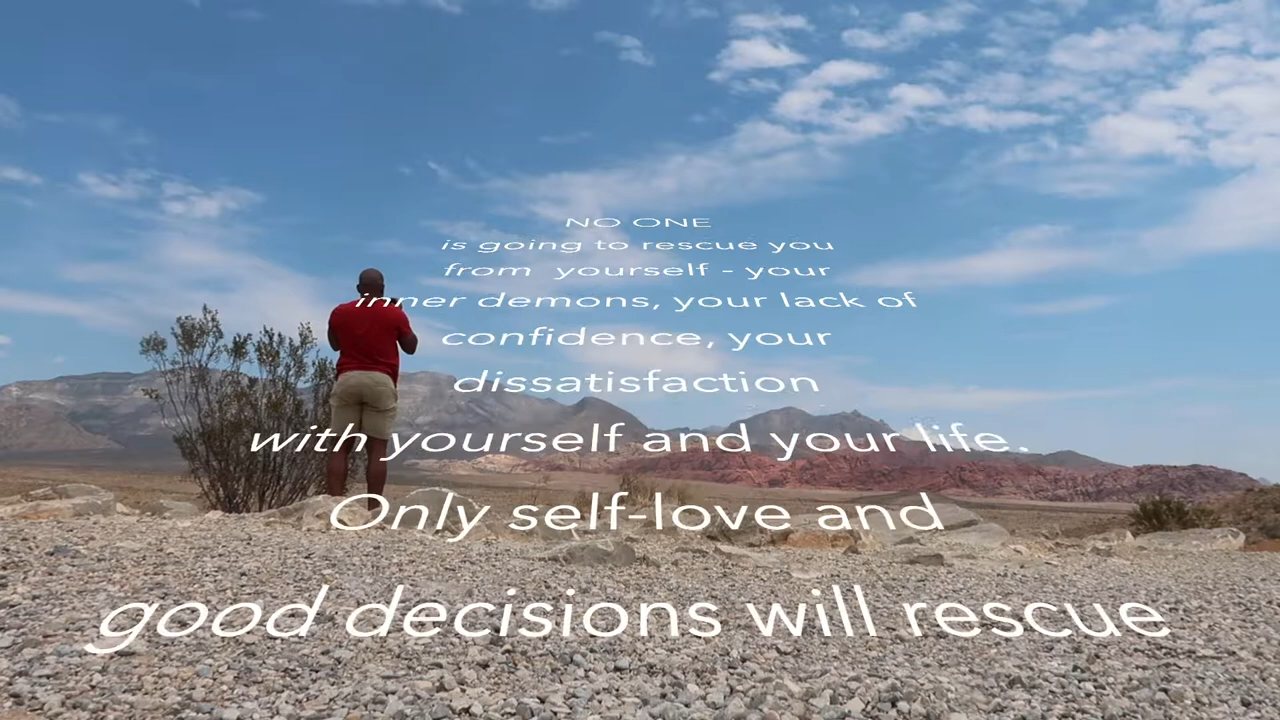 NO ONE
is going to rescue you
from yourself - your
inner demons, your lack of
confidence, your
dissatisfaction
with yourself and your life.
Only self-love and
good decisions will rescue